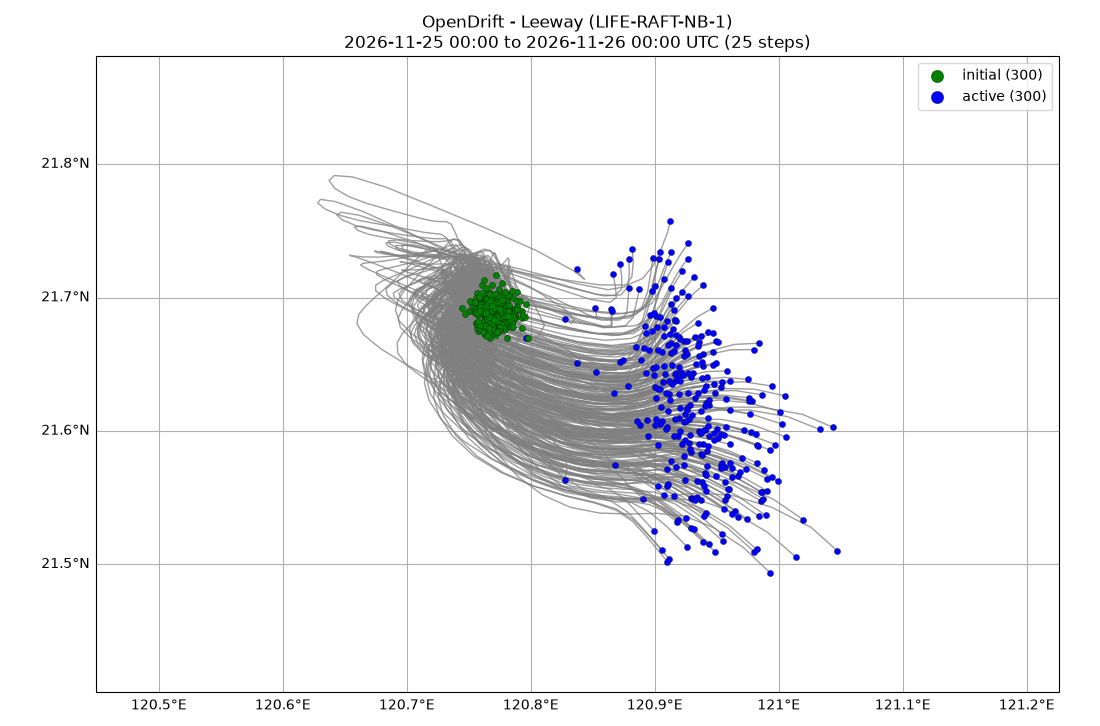 OpenDrift - Leeway (LIFE-RAFT-NB-1)
2026-11-25 00:00 to 2026-11-26 00:00 UTC (25 steps)
initial (300)
active (300)
21.8°N
21.7°N
21.6°N
21.5°N
120.5°E 120.6°E 120.7°E 120.8°E 120.9°E 121°E 121.1°E 121.2°E